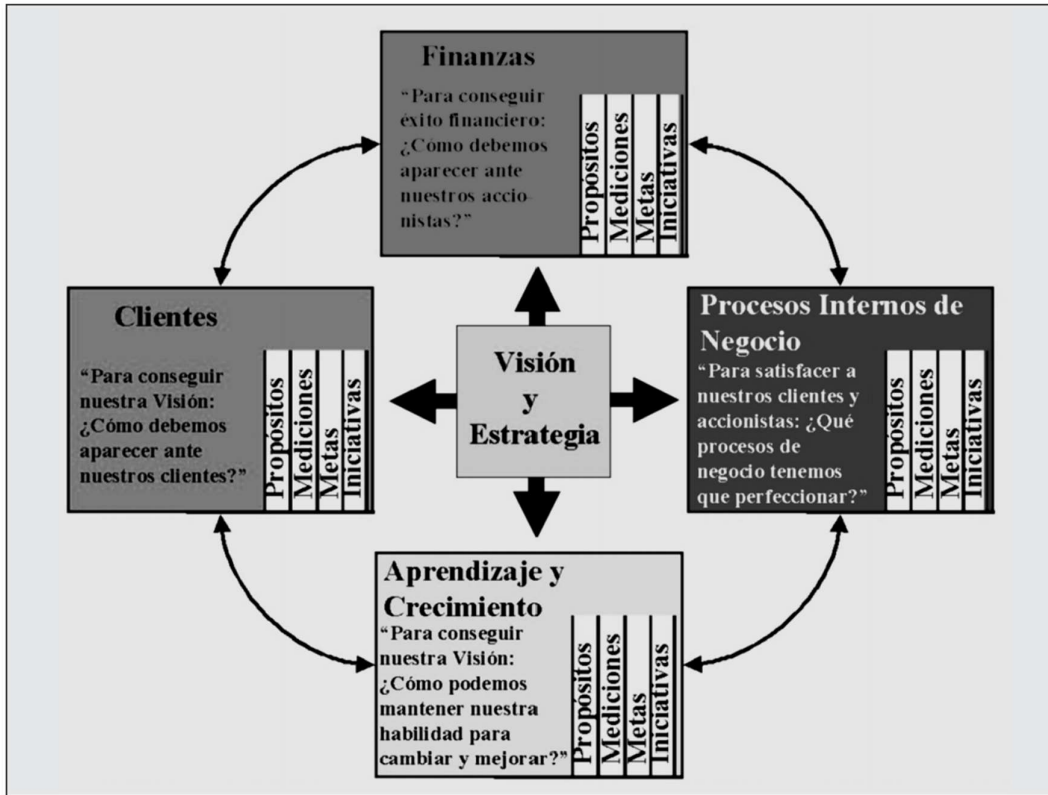 Finanzas
“Para conseguir
éxito financiero:
¿Cómo debemos
aparecer ante
nuestros accio-
nistas?”
Propósitos
Mediciones
Metas
Iniciativas
Clientes
“Para conseguir
nuestra Visión:
¿Cómo debemos
aparecer ante
nuestros clientes?”
Propósitos
Mediciones
Metas
Iniciativas
Visión
y
Estrategia
Procesos Internos de
Negocio
“Para satisfacer a
nuestros clientes y
accionistas: ¿Qué
procesos de
negocio tenemos
que perfeccionar?”
Propósitos
Mediciones
Metas
Iniciativas
Aprendizaje y
Crecimiento
“Para conseguir
nuestra Visión:
¿Cómo podemos
mantener nuestra
habilidad para
cambiar y mejorar?”
Propósitos
Mediciones
Metas
Iniciativas